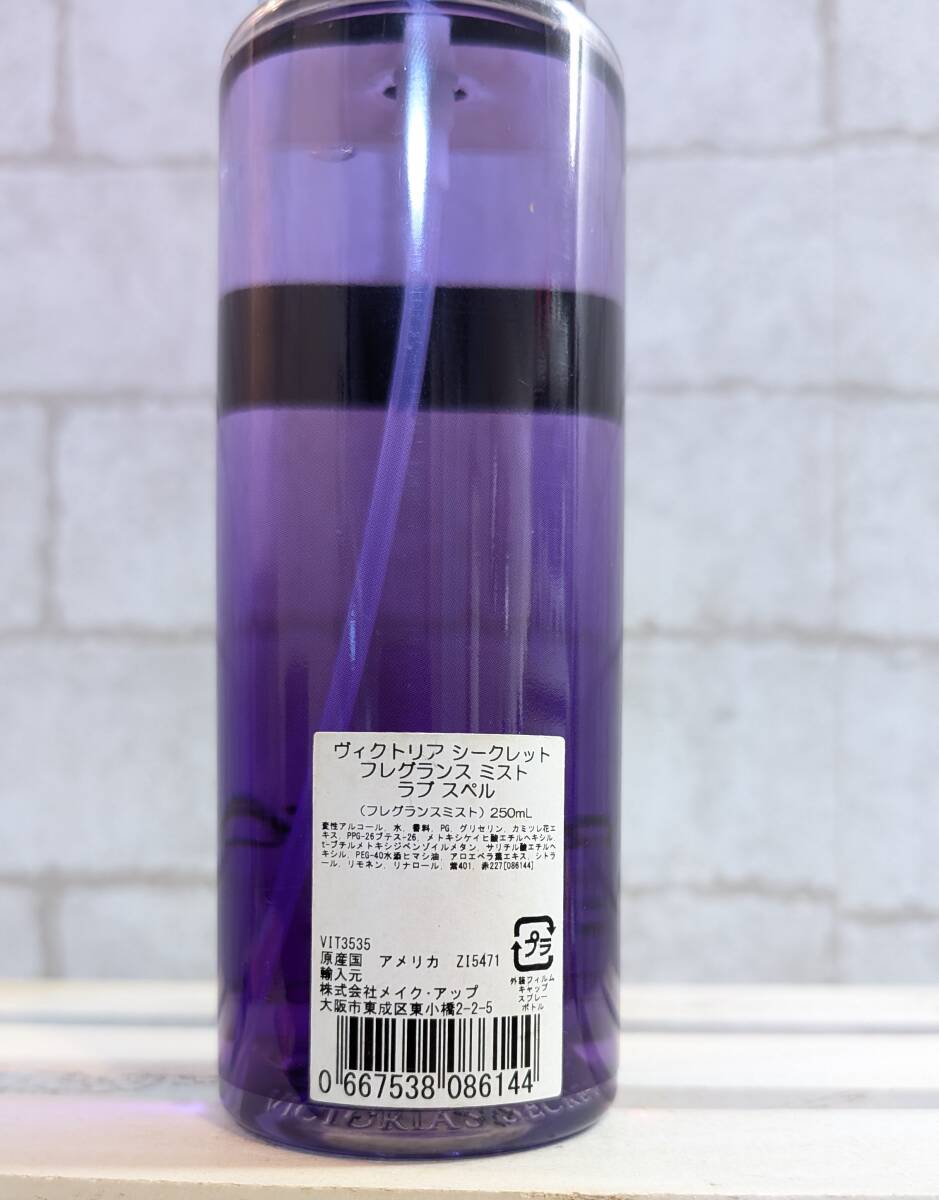 ヴィクトリア シークレット
フレグランス ミスト
ラブ スペル
(フレグランスミスト) 250mL
変性アルコール、水、香料、PG、グリセリン、カミツレ花エ
キス、PPG-26ブテス-26、メトキシケイヒ酸エチルヘキシル、
t-ブチルメトキシジベンゾイルメタン、サリチル酸エチルヘ
キシル、PEG-40水添ヒマシ油、アロエベラ葉エキス、シトラ
ール、リモネン、リナロール、紫401、赤227[086144]
VIT3535
原産国 アメリカ ZI5471
輸入元
株式会社メイク・アップ
大阪市東成区東小橋2-2-5
プラ
外装フィルム
キャップ
スプレー
ボトル
0 667538 086144
VICTORIA'S SECRET